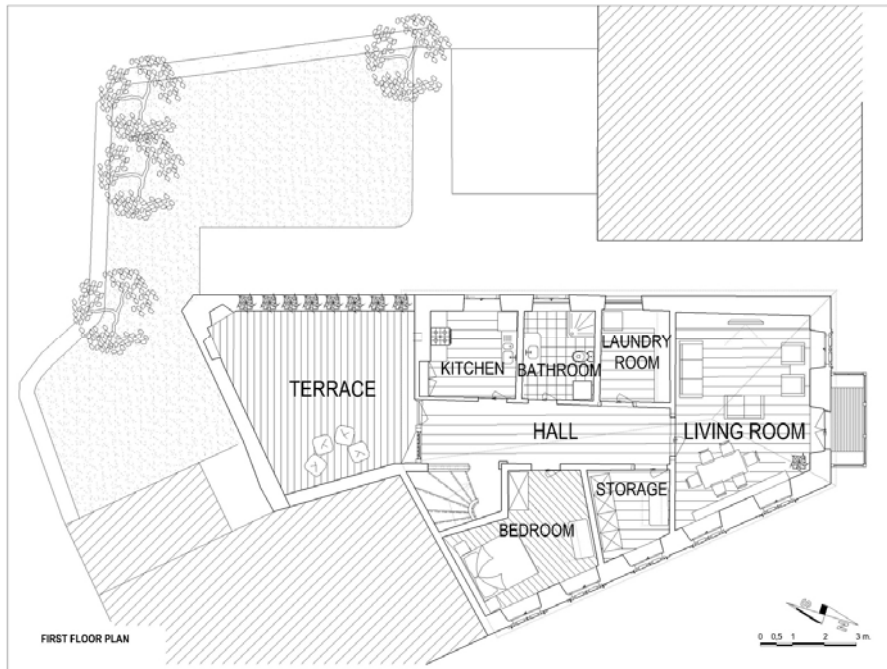 KITCHEN
BATHROOM
LAUNDRY
ROOM
TERRACE
HALL
LIVING ROOM
STORAGE
BEDROOM
FIRST FLOOR PLAN
0 0,5 1 2 3 m.